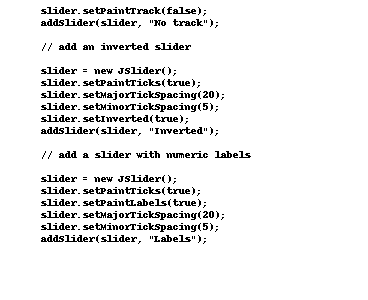 slider.setPaintTrack(false);
addSlider(slider, "No track");
// add an inverted slider
slider = new JSlider();
slider.setPaintTicks(true);
slider.setMajorTickSpacing(20);
slider.setMinorTickSpacing(5);
slider.setInverted(true);
addSlider(slider, "Inverted");
// add a slider with numeric labels
slider = new JSlider();
slider.setPaintTicks(true);
slider.setPaintLabels(true);
slider.setMajorTickSpacing(20);
slider.setMinorTickSpacing(5);
addSlider(slider, "Labels");